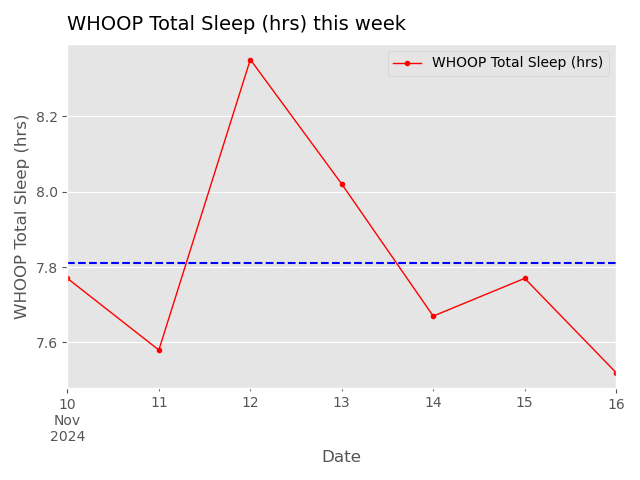 WHOOP Total Sleep (hrs) this week
WHOOP Total Sleep (hrs)
WHOOP Total Sleep (hrs)
8.2
8.0
7.8
7.6
10 11 12 13 14 15 16
Nov
2024
Date